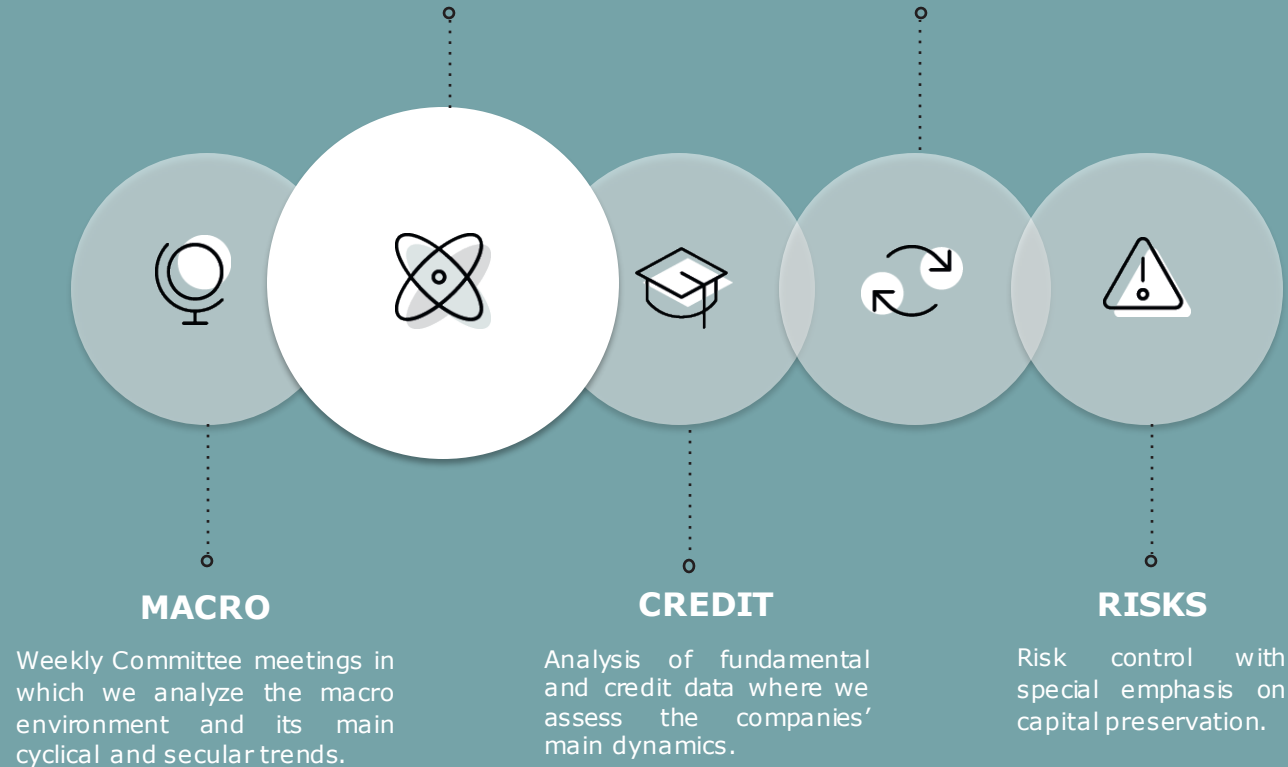 MACRO
Weekly Committee meetings in
which we analyze the macro
environment and its main
cyclical and secular trends.
CREDIT
Analysis of fundamental
and credit data where we
assess the companies’
main dynamics.
RISKS
Risk control with
special emphasis on
capital preservation.